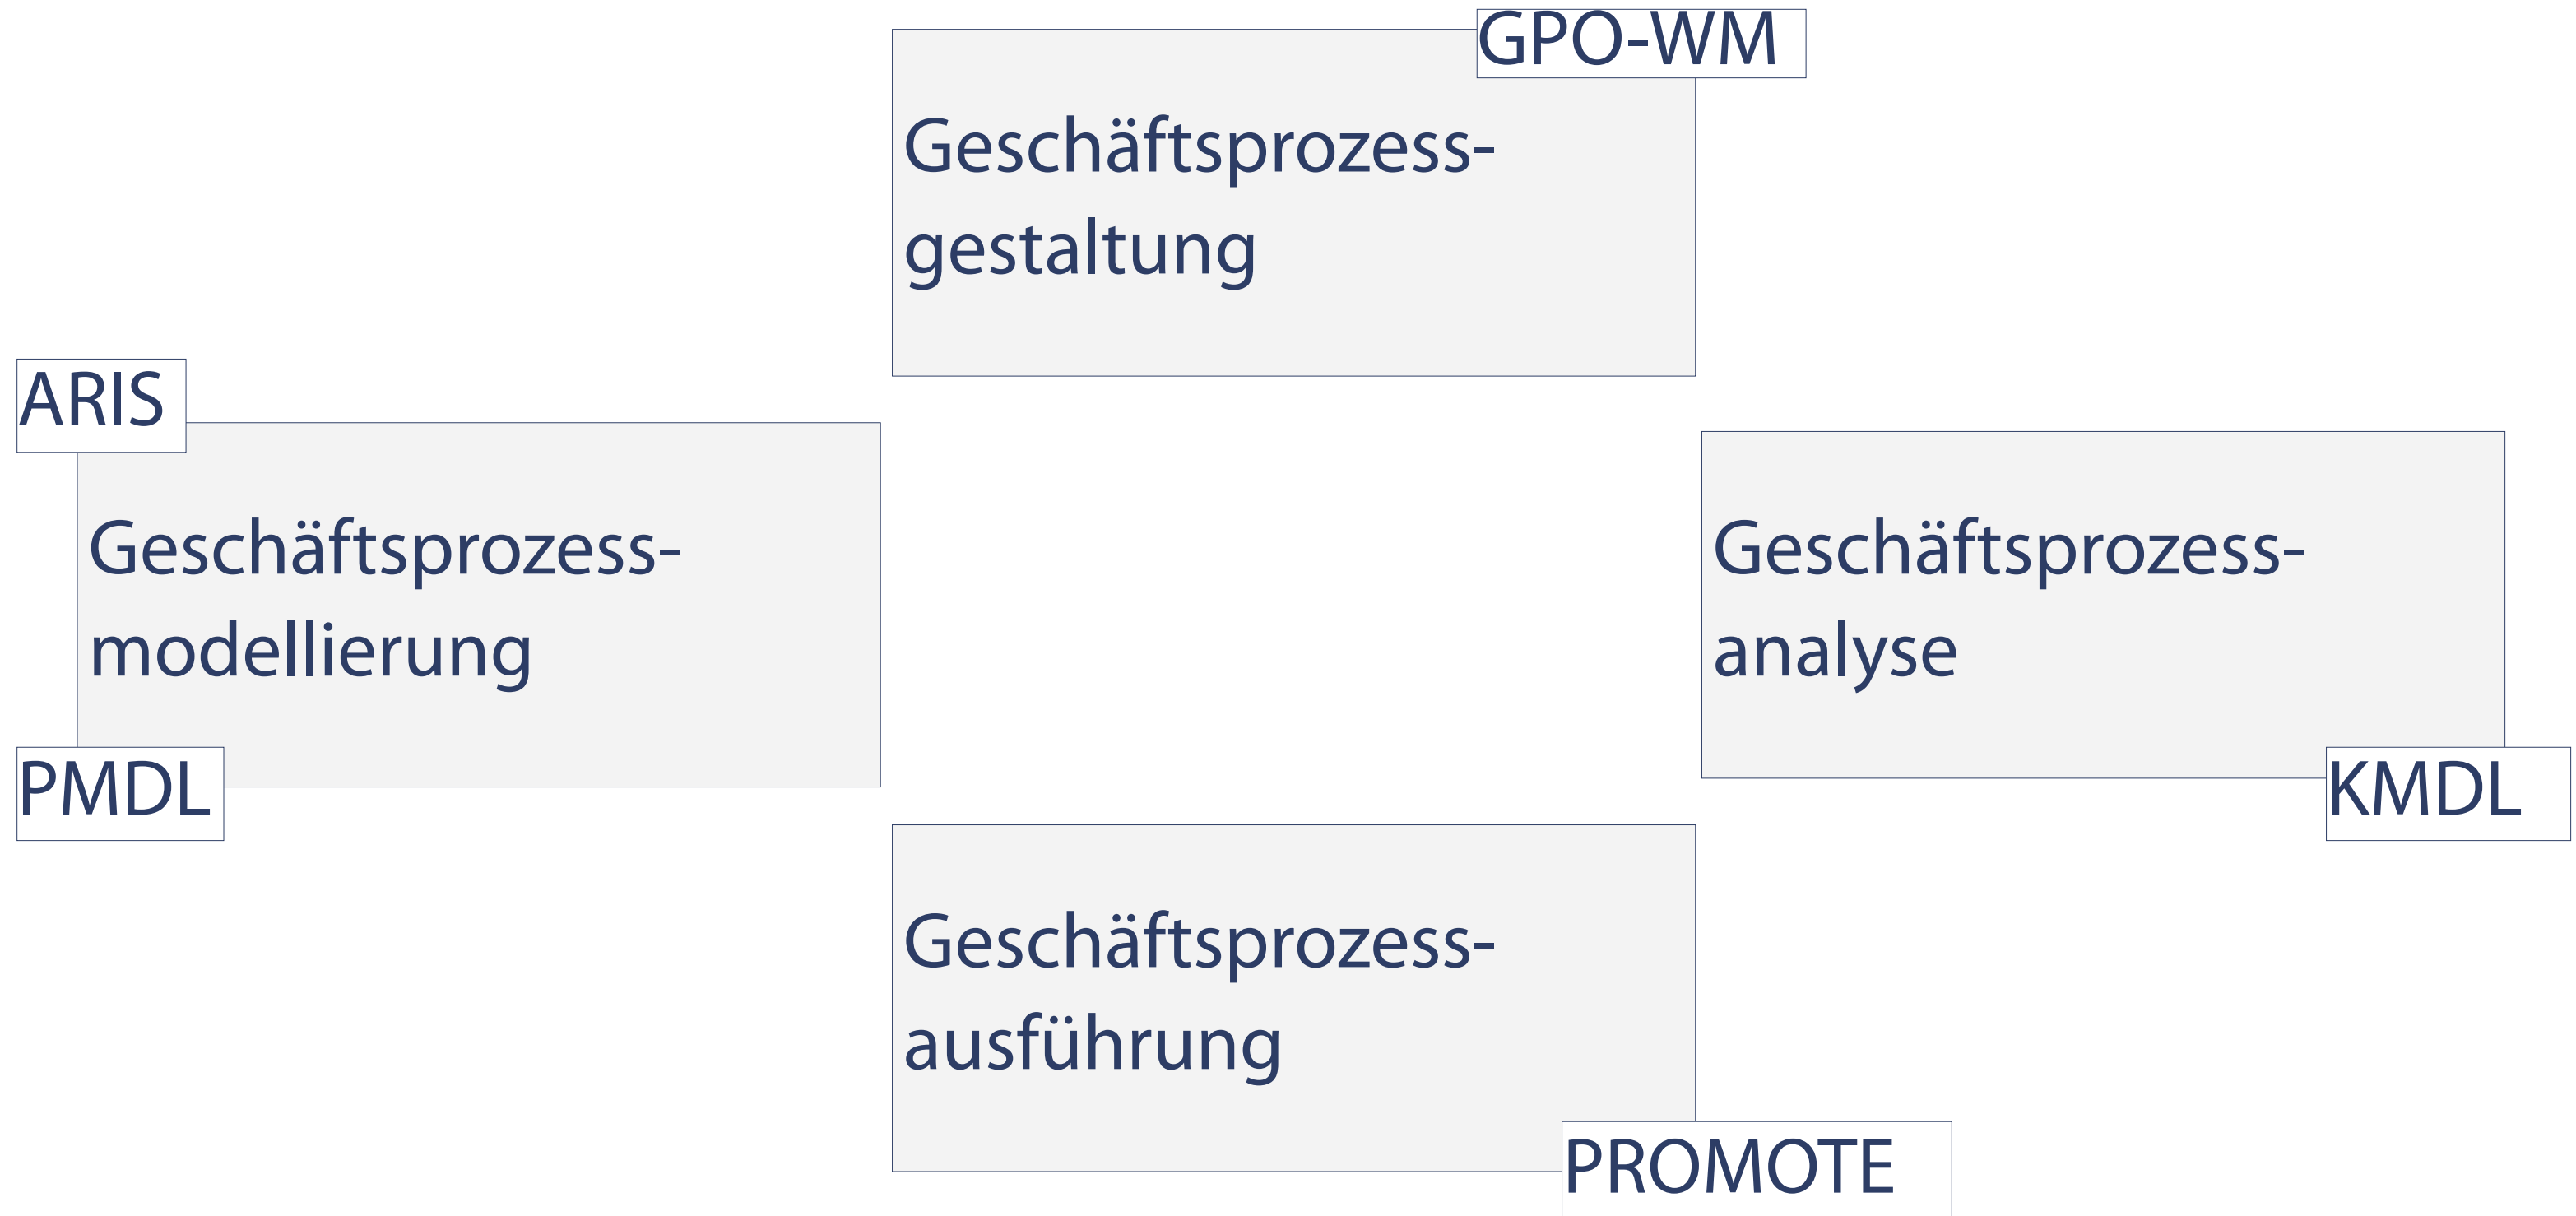 GPO-WM
Geschäftsprozess-
gestaltung
ARIS
Geschäftsprozess-
modellierung
PMDL
Geschäftsprozess-
analyse
KMDL
Geschäftsprozess-
ausführung
PROMOTE